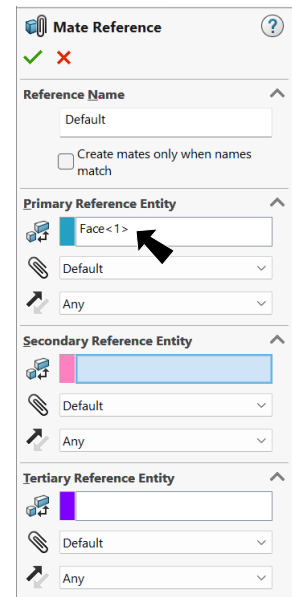 Mate Reference
?
Reference Name
Default
Create mates only when names
match
Primary Reference Entity
Face<1>
Default
Any
Secondary Reference Entity
Default
Any
Tertiary Reference Entity
Default
Any